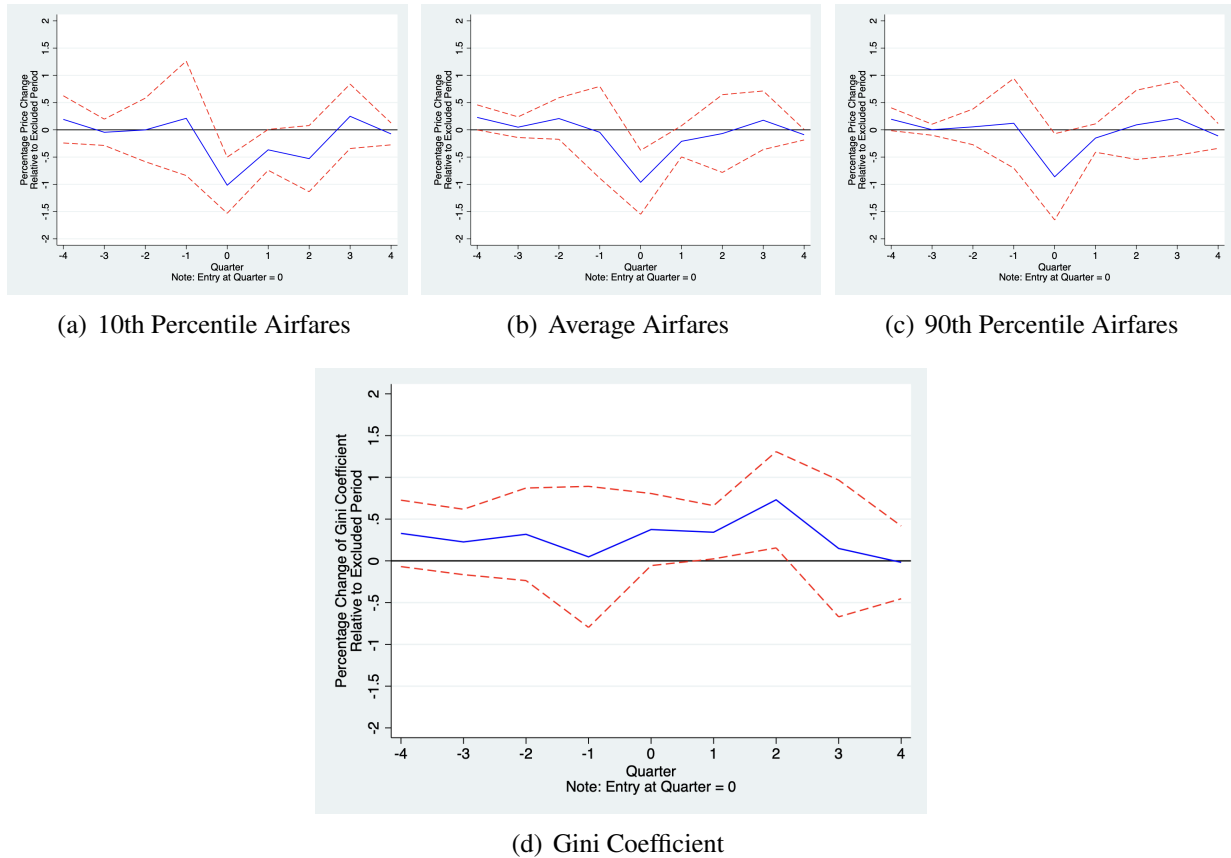 Percentage Price Change
Relative to Excluded Period
2
1.5
1
.5
0
-.5
-1
-1.5
-2
-4 -3 -2 -1 0 1 2 3 4
Quarter
Note: Entry at Quarter = 0
(a) 10th Percentile Airfares
Percentage Price Change
Relative to Excluded Period
2
1.5
1
.5
0
-.5
-1
-1.5
-2
-4 -3 -2 -1 0 1 2 3 4
Quarter
Note: Entry at Quarter = 0
(b) Average Airfares
Percentage Price Change
Relative to Excluded Period
2
1.5
1
.5
0
-.5
-1
-1.5
-2
-4 -3 -2 -1 0 1 2 3 4
Quarter
Note: Entry at Quarter = 0
(c) 90th Percentile Airfares
Percentage Change of Gini Coefficient
Relative to Excluded Period
2
1.5
1
.5
0
-.5
-1
-1.5
-2
-4 -3 -2 -1 0 1 2 3 4
Quarter
Note: Entry at Quarter = 0
(d) Gini Coefficient